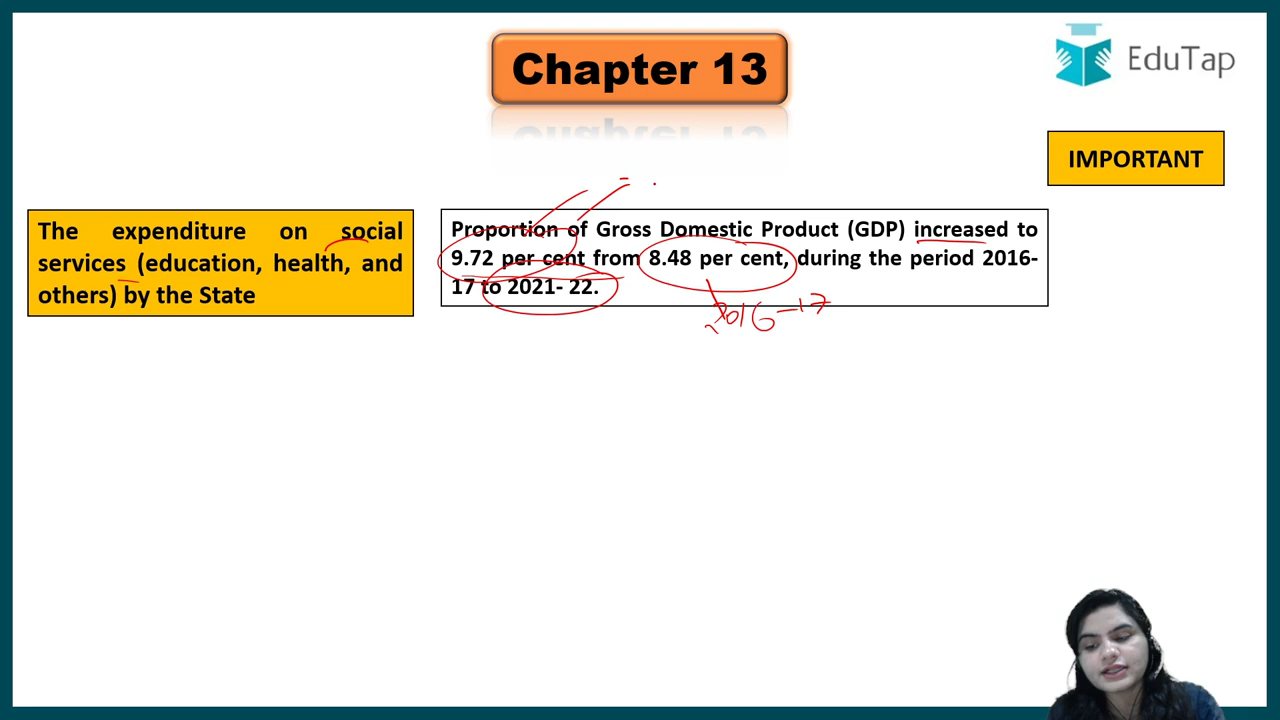 Chapter 13
EduTap
IMPORTANT
The expenditure on social
services (education, health, and
others) by the State
Proportion of Gross Domestic Product (GDP) increased to
9.72 per cent from 8.48 per cent, during the period 2016-
17 to 2021- 22.
2016-17